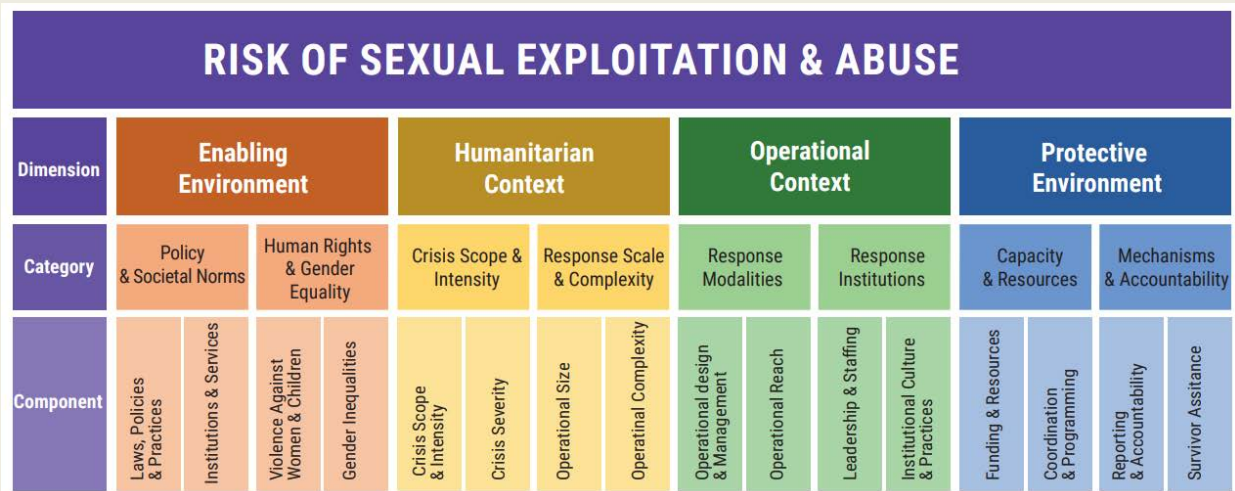 RISK OF SEXUAL EXPLOITATION & ABUSE
Dimension
Enabling
Environment
Humanitarian
Context
Operational
Context
Protective
Environment
Category
Policy
& Societal Norms
Human Rights
& Gender
Equality
Crisis Scope &
Intensity
Response Scale
& Complexity
Response
Modalities
Response
Institutions
Capacity
& Resources
Mechanisms
& Accountability
Component
Laws, Policies
& Practices
Institutions & Services
Violence Against
Women & Children
Gender Inequalities
Crisis Scope
& Intensity
Crisis Severity
Operational Size
Operatinal Complexity
Operational design
& Management
Operational Reach
Leadership & Staffing
Institutional Culture
& Practices
Funding & Resources
Coordination
& Programming
Reporting
& Accountability
Survivor Assitance